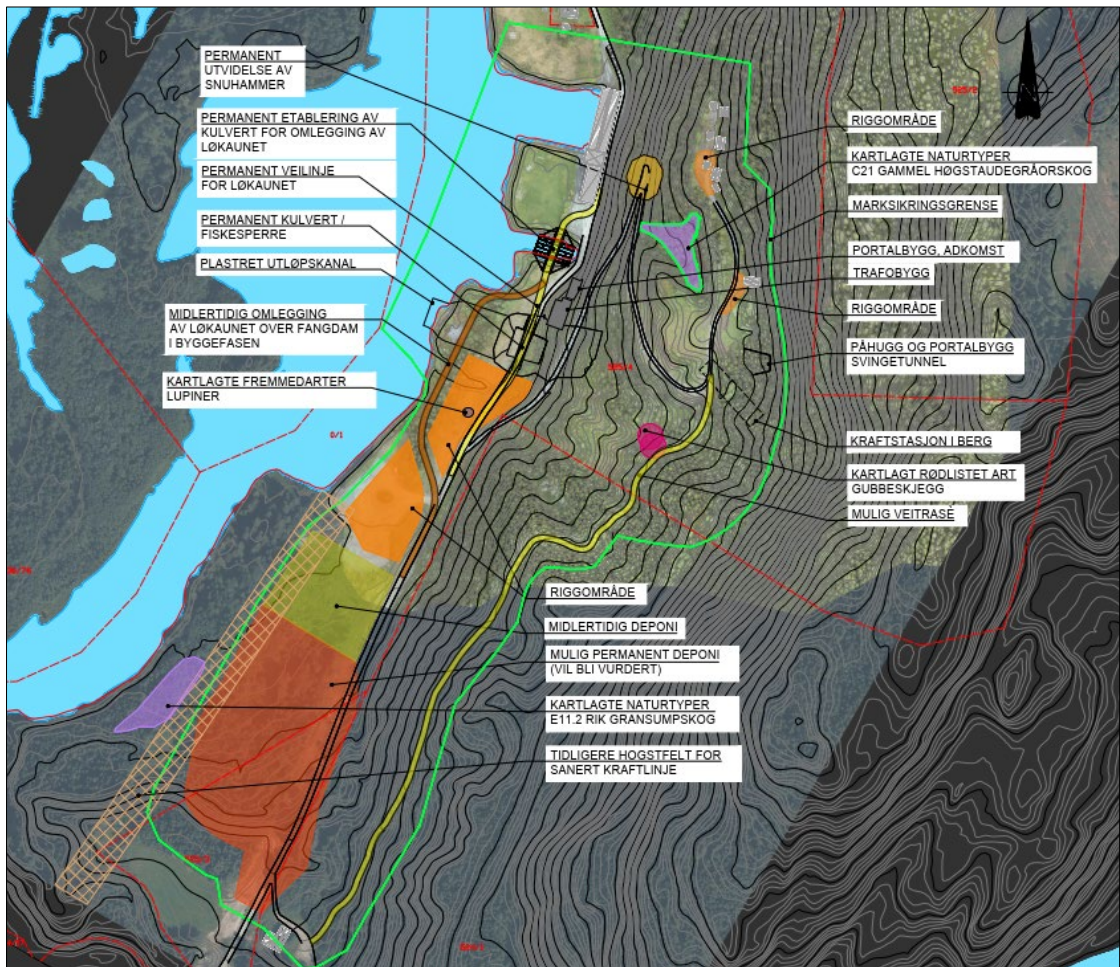 PERMANENT
UTVIDELSE AV
SNUHAMMER
PERMANENT ETABLERING AV
KULVERT FOR OMLEGGING AV
LØKAUNET
PERMANENT VEILINJE
FOR LØKAUNET
PERMANENT KULVERT /
FISKESPERRE
PLASTRET UTLØPSKANAL
MIDLERTIDIG OMLEGGING
AV LØKAUNET OVER FANGDAM
I BYGGEFASEN
KARTLAGTE FREMMEDARTER
LUPINER
RIGGOMRÅDE
KARTLAGTE NATURTYPER
C21 GAMMEL HØGSTAUDEGRÅORSKOG
MARKSIKRINGSGRENSE
PORTALBYGG, ADKOMST
TRAFOBYGG
RIGGOMRÅDE
PÅHUGG OG PORTALBYGG
SVINGETUNNEL
KRAFTSTASJON I BERG
KARTLAGT RØDLISTET ART
GUBBESKJEGG
MULIG VEITRASÉ
RIGGOMRÅDE
MIDLERTIDIG DEPONI
MULIG PERMANENT DEPONI
(VIL BLI VURDERT)
KARTLAGTE NATURTYPER
E11.2 RIK GRANSUMPSKOG
TIDLIGERE HOGSTFELT FOR
SANERT KRAFTLINJE
0/1